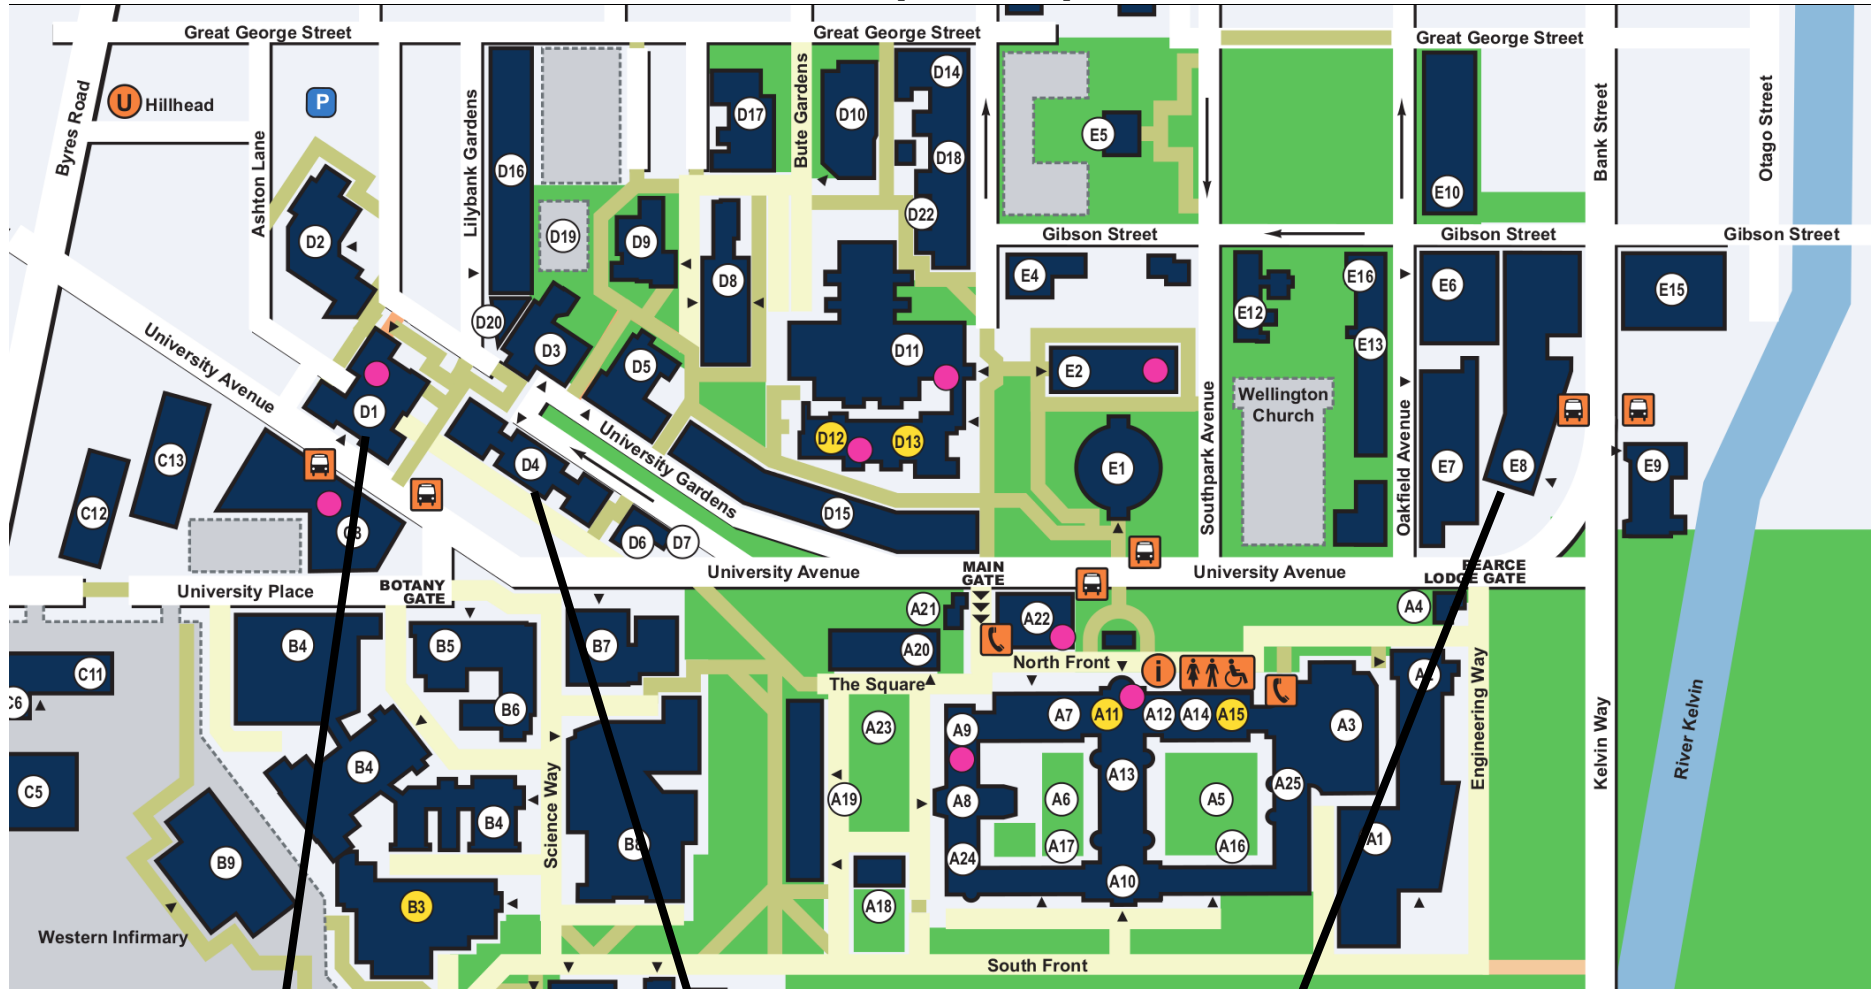 Great George Street
Great George Street
Great George Street
Byres Road
U Hillhead
P
Ashton Lane
Lilybank Gardens
Bute Gardens
Bank Street
Otago Street
D14
D17
D10
D16
D18
E5
E10
D2
D19
D9
D22
Gibson Street
Gibson Street
Gibson Street
D8
E4
E16
E6
E15
D20
E12
University Avenue
D3
D5
D11
E13
E2
D1
Wellington
Church
Southpark Avenue
Oakfield Avenue
D12
D13
C13
D4
University Gardens
E1
E7
E8
E9
C12
D15
D6
D7
University Avenue
MAIN
GATE
University Avenue
PEARCE
LODGE GATE
University Place
BOTANY
GATE
A21
A22
A4
B4
B5
B7
A20
North Front
i
The Square
C11
C6
B6
A7
A11
A12
A14
A15
A9
A23
A3
Engineering Way
Kelvin Way
River Kelvin
B4
A13
A25
C5
Science Way
B4
A19
A8
A6
A5
A1
B8
A17
A16
B9
A24
A10
B3
A18
Western Infirmary
South Front